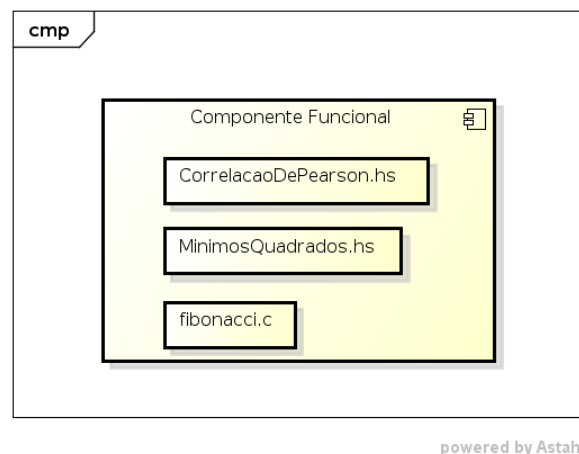 cmp
Componente Funcional
CorrelacaoDePearson.hs
MinimosQuadrados.hs
fibonacci.c
powered by Astah